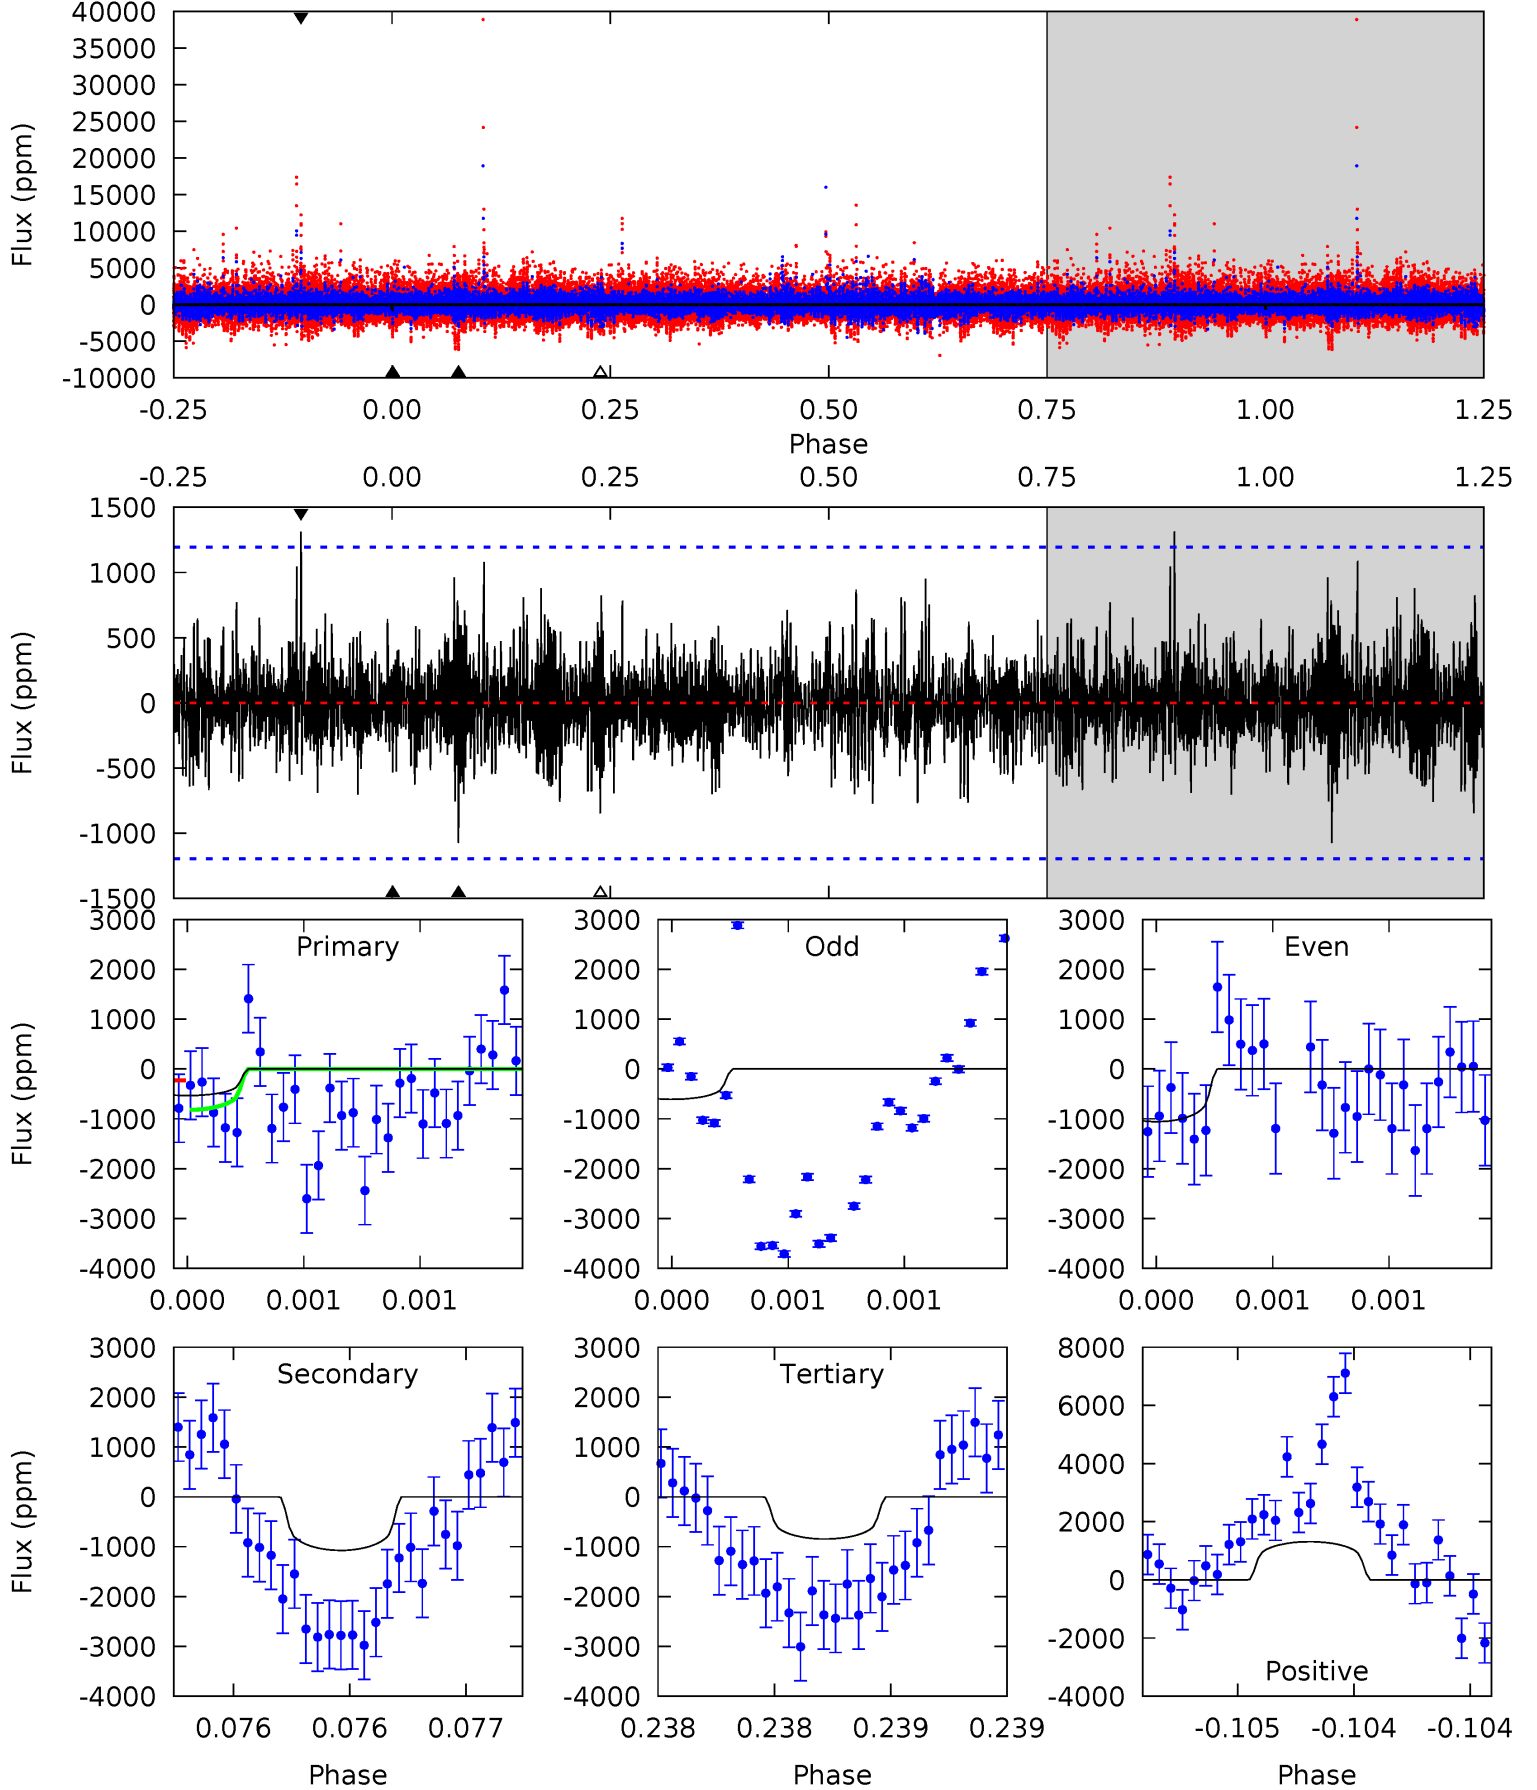 40000
35000
30000
25000
20000
15000
10000
5000
0
-5000
-10000
Flux (ppm)
-0.25 0.00 0.25 0.50 0.75 1.00 1.25
Phase
-0.25 0.00 0.25 0.50 0.75 1.00 1.25
1500
1000
500
0
-500
-1000
-1500
Flux (ppm)
Primary
3000
2000
1000
0
-1000
-2000
-3000
-4000
Flux (ppm)
0.000 0.001 0.001
Odd
3000
2000
1000
0
-1000
-2000
-3000
-4000
0.000 0.001 0.001
Even
3000
2000
1000
0
-1000
-2000
-3000
-4000
0.000 0.001 0.001
Secondary
3000
2000
1000
0
-1000
-2000
-3000
-4000
Flux (ppm)
0.076 0.076 0.077
Phase
Tertiary
3000
2000
1000
0
-1000
-2000
-3000
-4000
0.238 0.238 0.239 0.239
Phase
8000
6000
4000
2000
0
-2000
-4000
Positive
-0.105 -0.104 -0.104
Phase